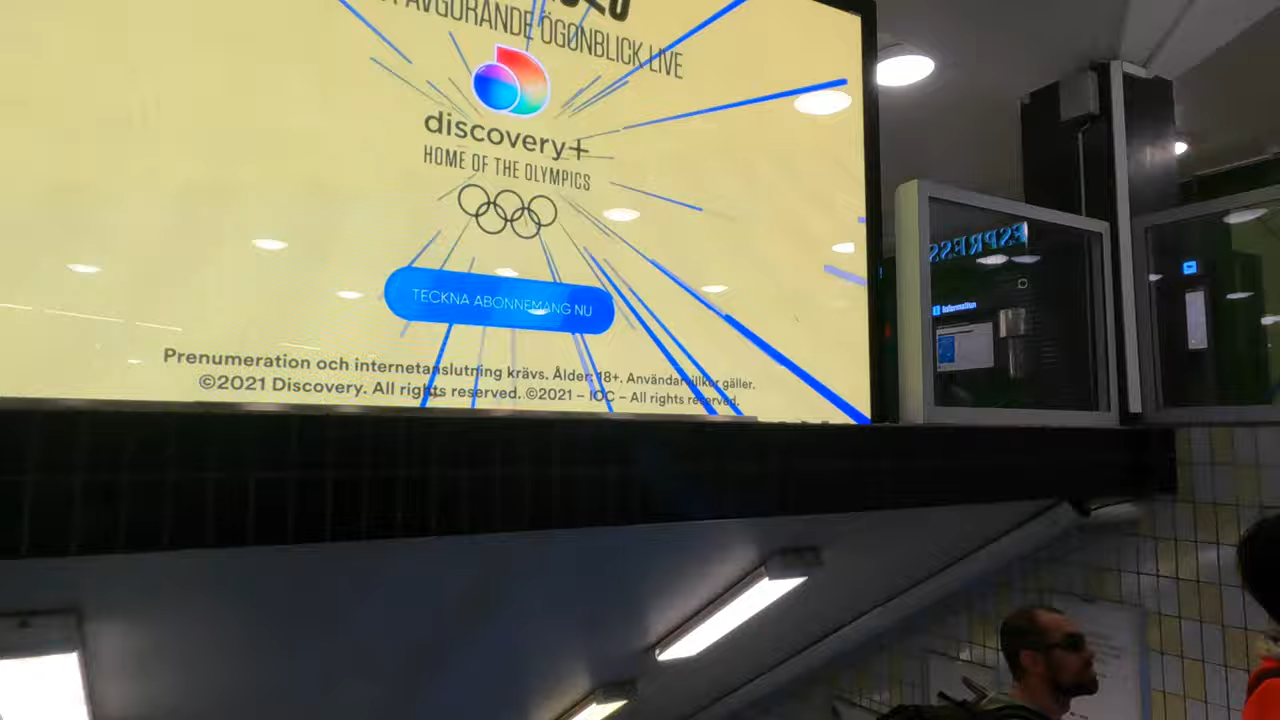 AVGÖRANDE ÖGONBLICK LIVE
discovery+
HOME OF THE OLYMPICS
TECKNA ABONNEMANG NU
Prenumeration och internetanslutning krävs. Ålder: 18+. Användarvillkor gäller.
©2021 Discovery. All rights reserved. ©2021 – IOC – All rights reserved.
ESPRESS
Information